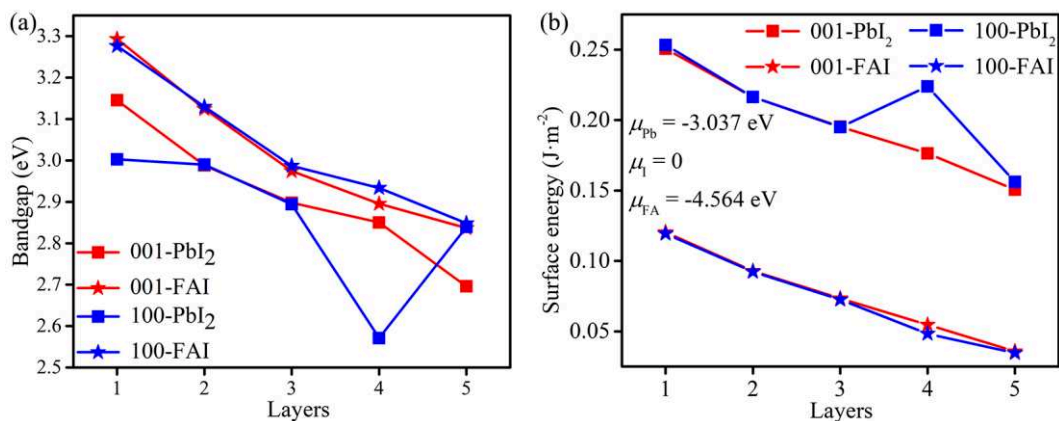 (a)
3.3
3.2
3.1
3.0
2.9
2.8
2.7
2.6
2.5
Bandgap (eV)
001-PbI₂
001-FAI
100-PbI₂
100-FAI
1 2 3 4 5
Layers
(b)
0.25
0.20
0.15
0.10
0.05
Surface energy (J·m⁻²)
001-PbI₂ 100-PbI₂
001-FAI 100-FAI
μPb = -3.037 eV
μI = 0
μFA = -4.564 eV
1 2 3 4 5
Layers